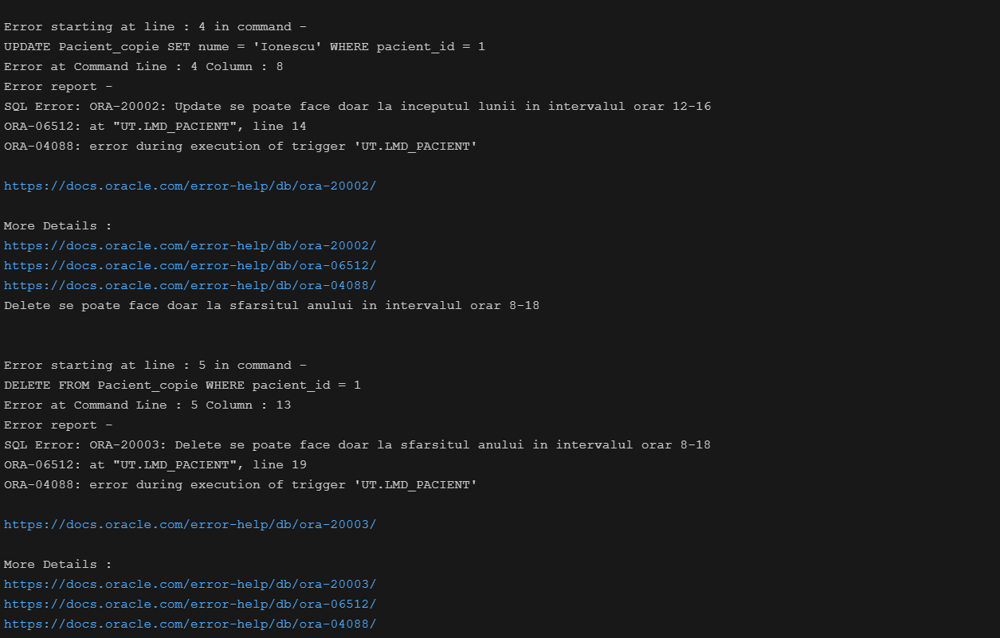 Error starting at line : 4 in command -
UPDATE Pacient_copie SET nume = 'Ionescu' WHERE pacient_id = 1
Error at Command Line : 4 Column : 8
Error report -
SQL Error: ORA-20002: Update se poate face doar la inceputul lunii in intervalul orar 12-16
ORA-06512: at "UT.LMD_PACIENT", line 14
ORA-04088: error during execution of trigger 'UT.LMD_PACIENT'
https://docs.oracle.com/error-help/db/ora-20002/
More Details :
https://docs.oracle.com/error-help/db/ora-20002/
https://docs.oracle.com/error-help/db/ora-06512/
https://docs.oracle.com/error-help/db/ora-04088/
Delete se poate face doar la sfarsitul anului in intervalul orar 8-18
Error starting at line : 5 in command -
DELETE FROM Pacient_copie WHERE pacient_id = 1
Error at Command Line : 5 Column : 13
Error report -
SQL Error: ORA-20003: Delete se poate face doar la sfarsitul anului in intervalul orar 8-18
ORA-06512: at "UT.LMD_PACIENT", line 19
ORA-04088: error during execution of trigger 'UT.LMD_PACIENT'
https://docs.oracle.com/error-help/db/ora-20003/
More Details :
https://docs.oracle.com/error-help/db/ora-20003/
https://docs.oracle.com/error-help/db/ora-06512/
https://docs.oracle.com/error-help/db/ora-04088/